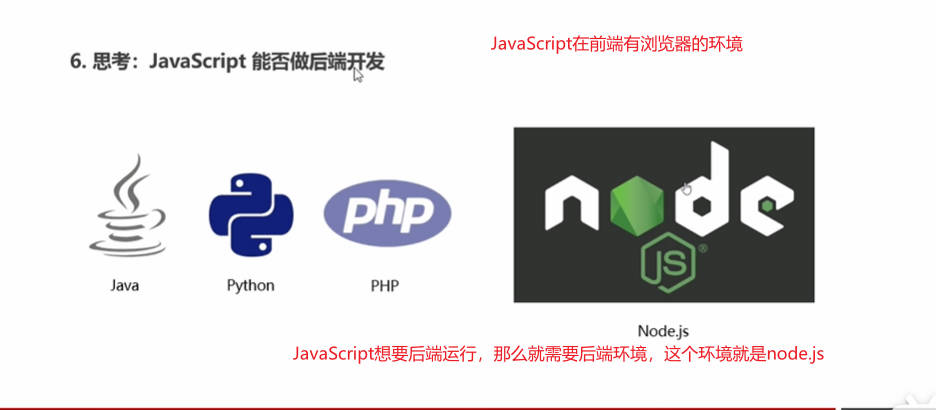 JavaScript在前端有浏览器的环境
6. 思考：JavaScript 能否做后端开发
php
node
JS
®
Java
Python
PHP
Node.js
JavaScript想要后端运行，那么就需要后端环境，这个环境就是node.js